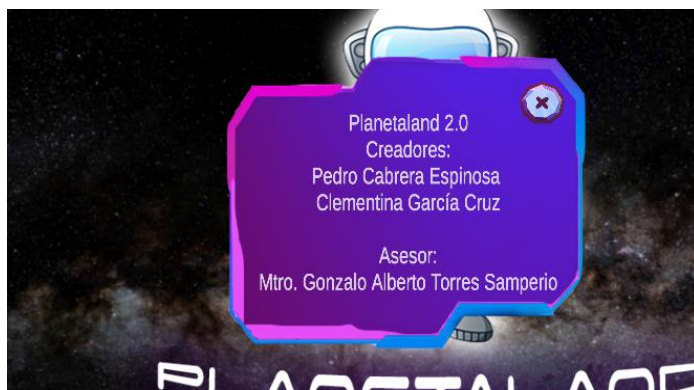 Planetaland 2.0
Creadores:
Pedro Cabrera Espinosa
Clementina García Cruz
Asesor:
Mtro. Gonzalo Alberto Torres Samperio